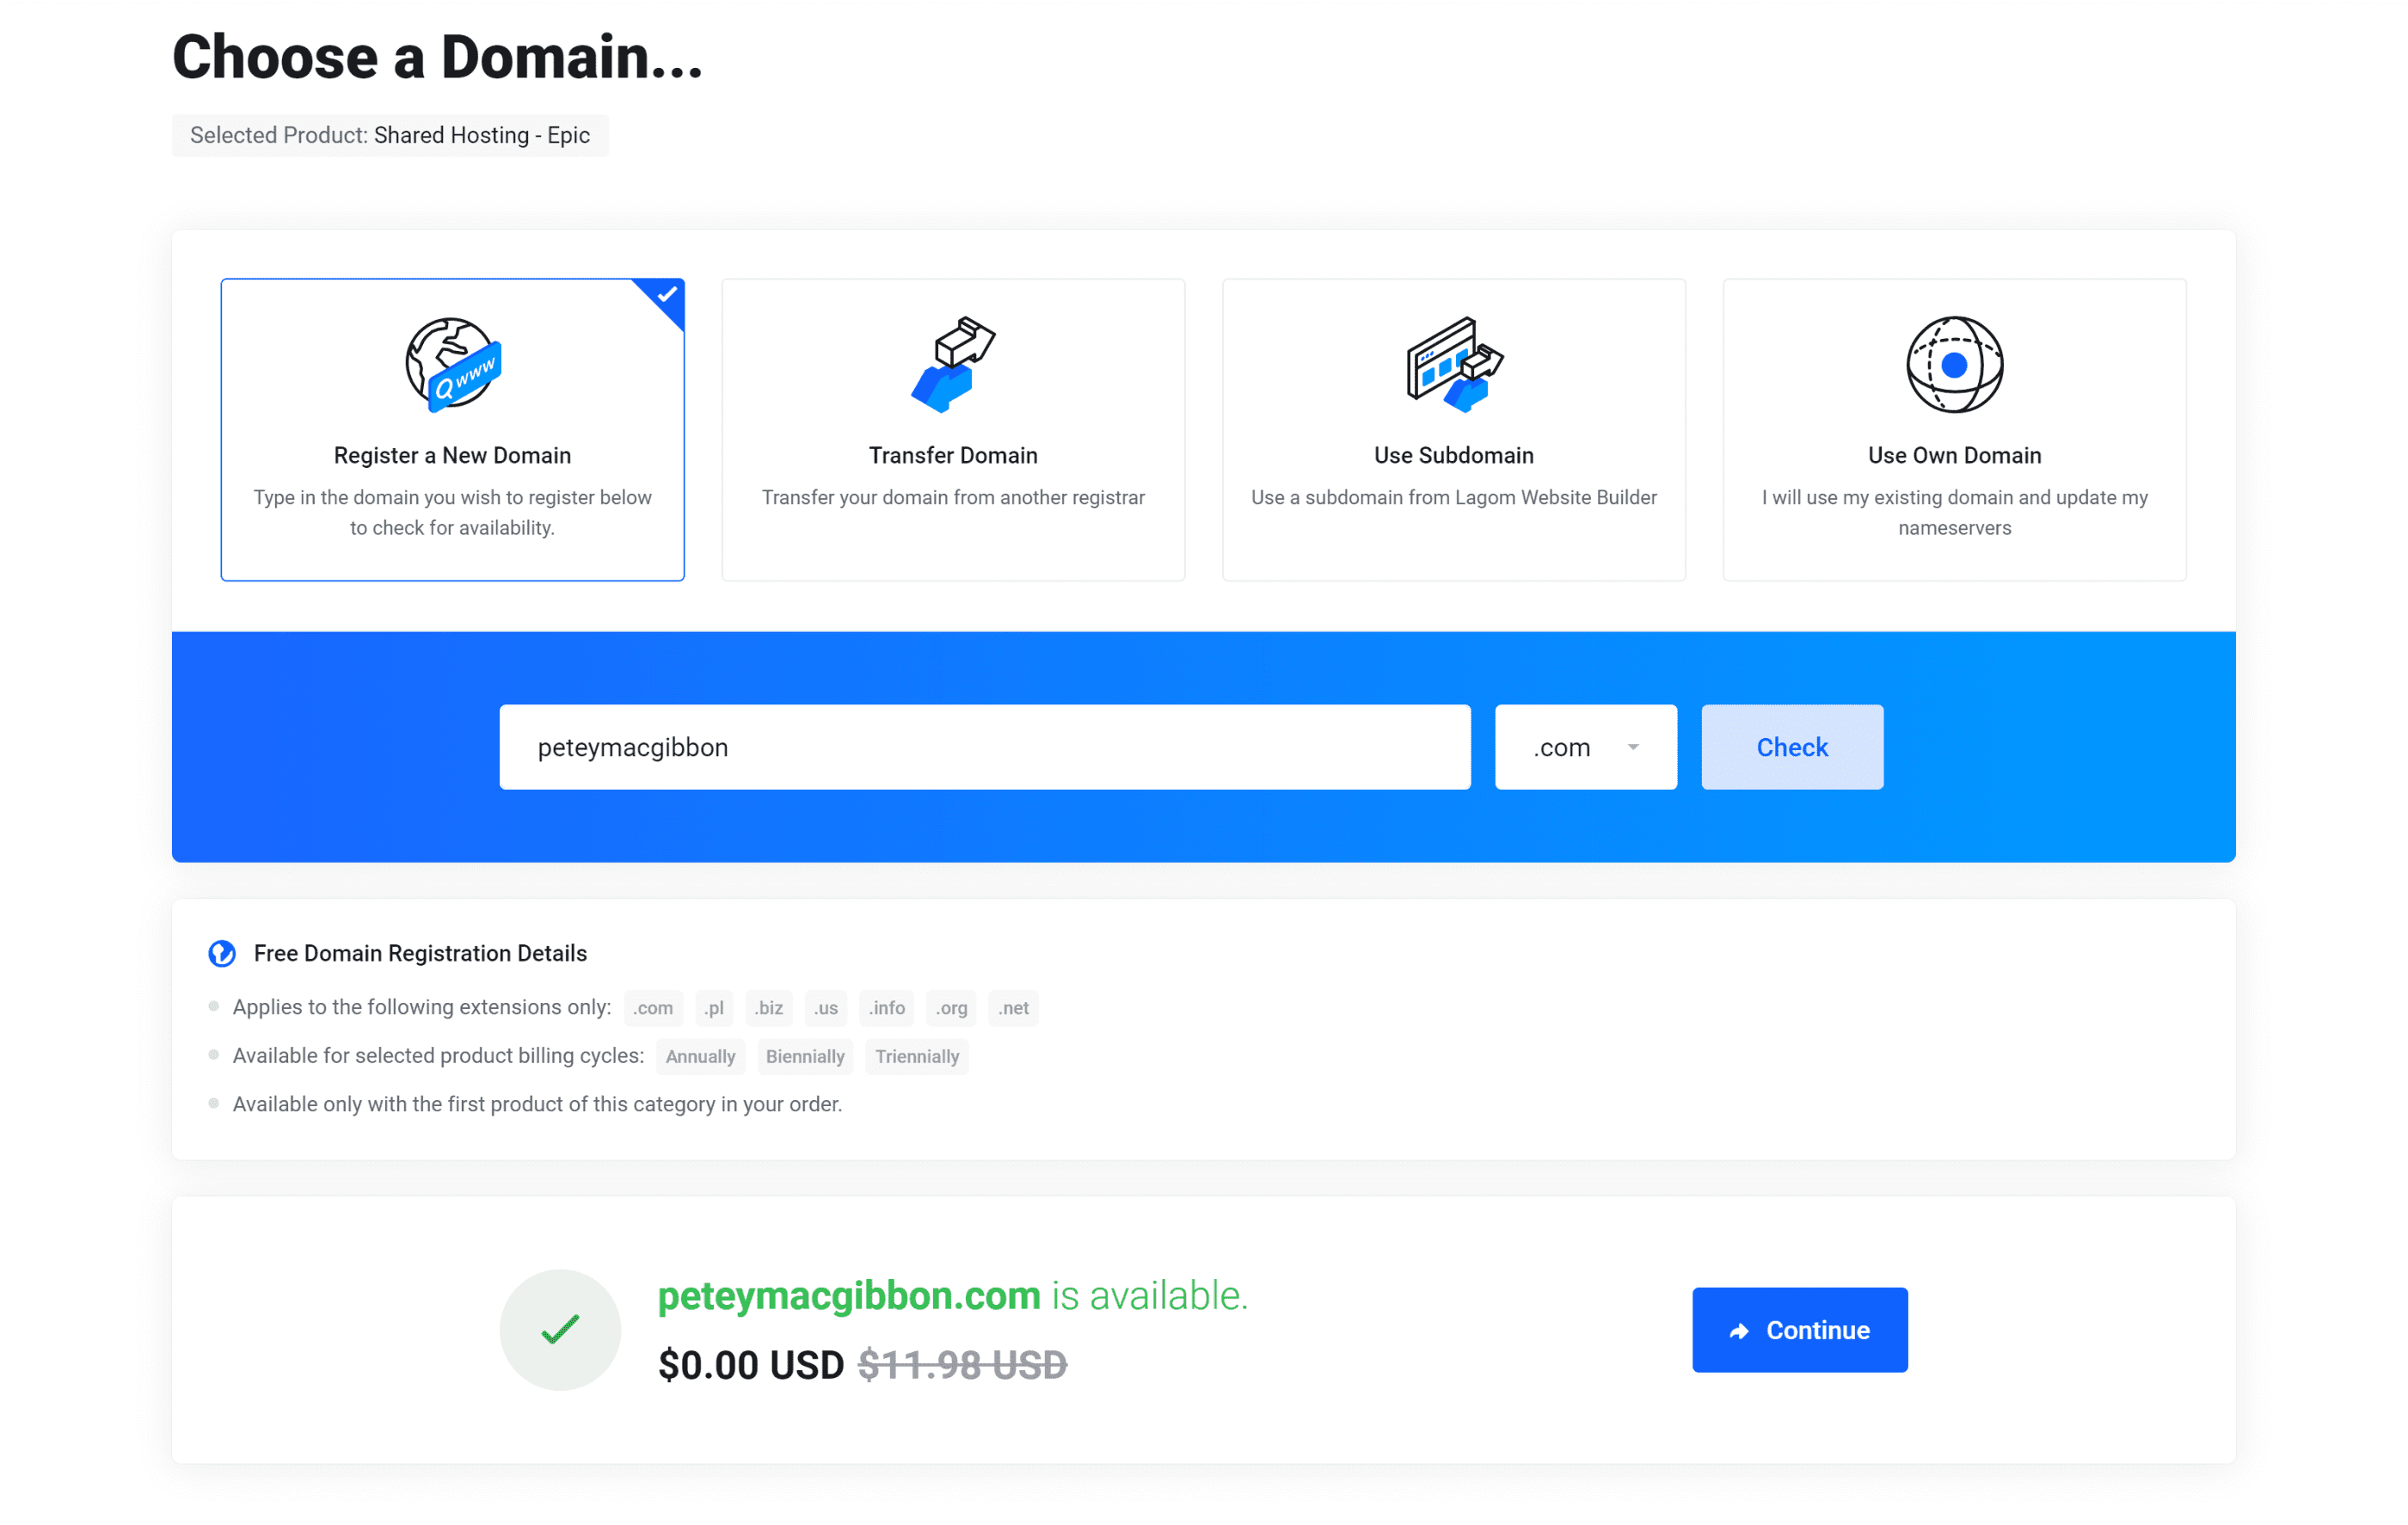 Choose a Domain...
Selected Product: Shared Hosting - Epic
Q www
Register a New Domain
Type in the domain you wish to register below
to check for availability.
Transfer Domain
Transfer your domain from another registrar
Use Subdomain
Use a subdomain from Lagom Website Builder
Use Own Domain
I will use my existing domain and update my
nameservers
peteymacgibbon
.com
Check
Free Domain Registration Details
Applies to the following extensions only: .com .pl .biz .us .info .org .net
Available for selected product billing cycles: Annually Biennially Triennially
Available only with the first product of this category in your order.
peteymacgibbon.com is available.
$0.00 USD $11.98 USD
Continue